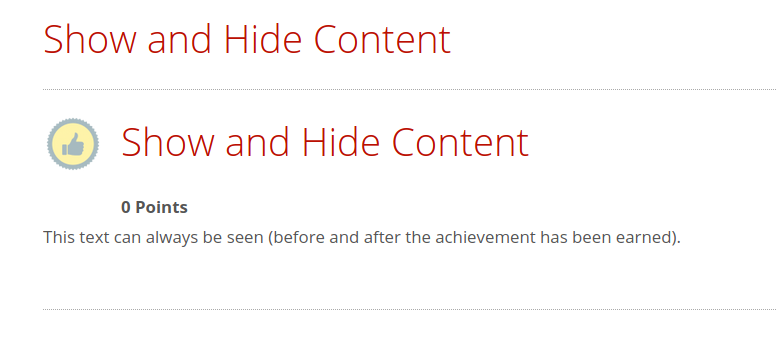 Show and Hide Content
Show and Hide Content
0 Points
This text can always be seen (before and after the achievement has been earned).